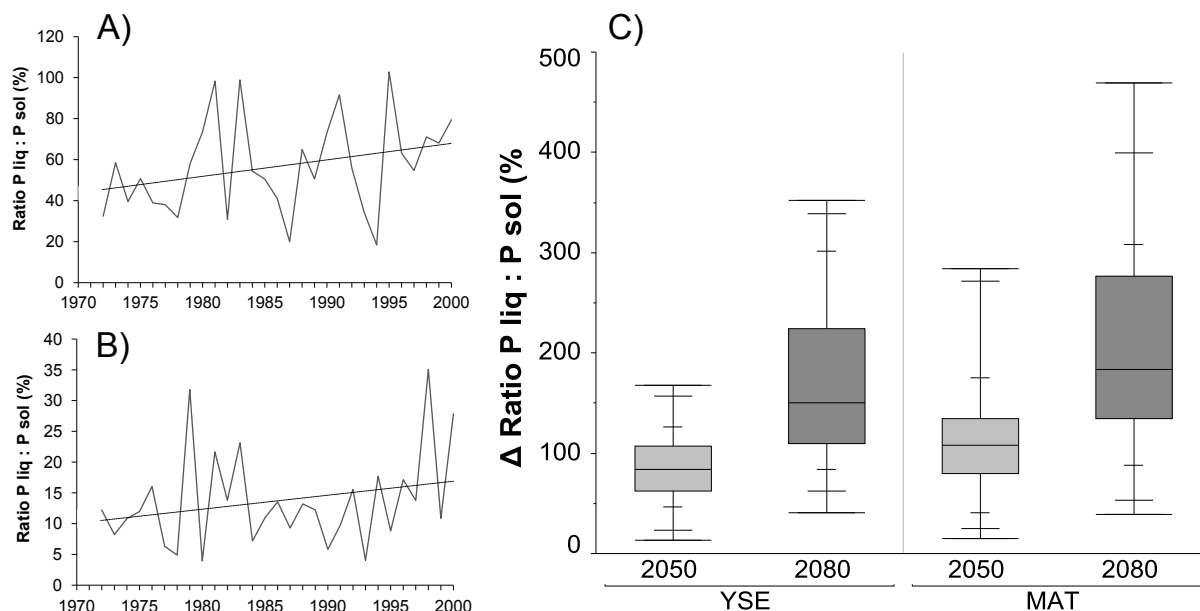 A)
Ratio P liq : P sol (%)
120
100
80
60
40
20
0
1970 1975 1980 1985 1990 1995 2000
B)
Ratio P liq : P sol (%)
40
35
30
25
20
15
10
5
0
1970 1975 1980 1985 1990 1995 2000
C)
Δ Ratio P liq : P sol (%
500
400
300
200
100
0
2050 2080 2050 2080
YSE MAT